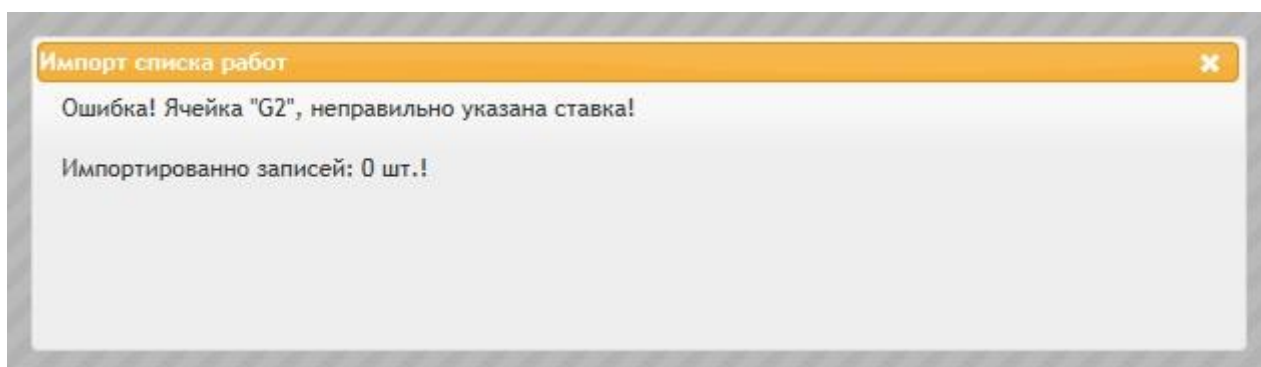 Импорт списка работ
Ошибка! Ячейка "G2", неправильно указана ставка!
Импортированно записей: 0 шт.!